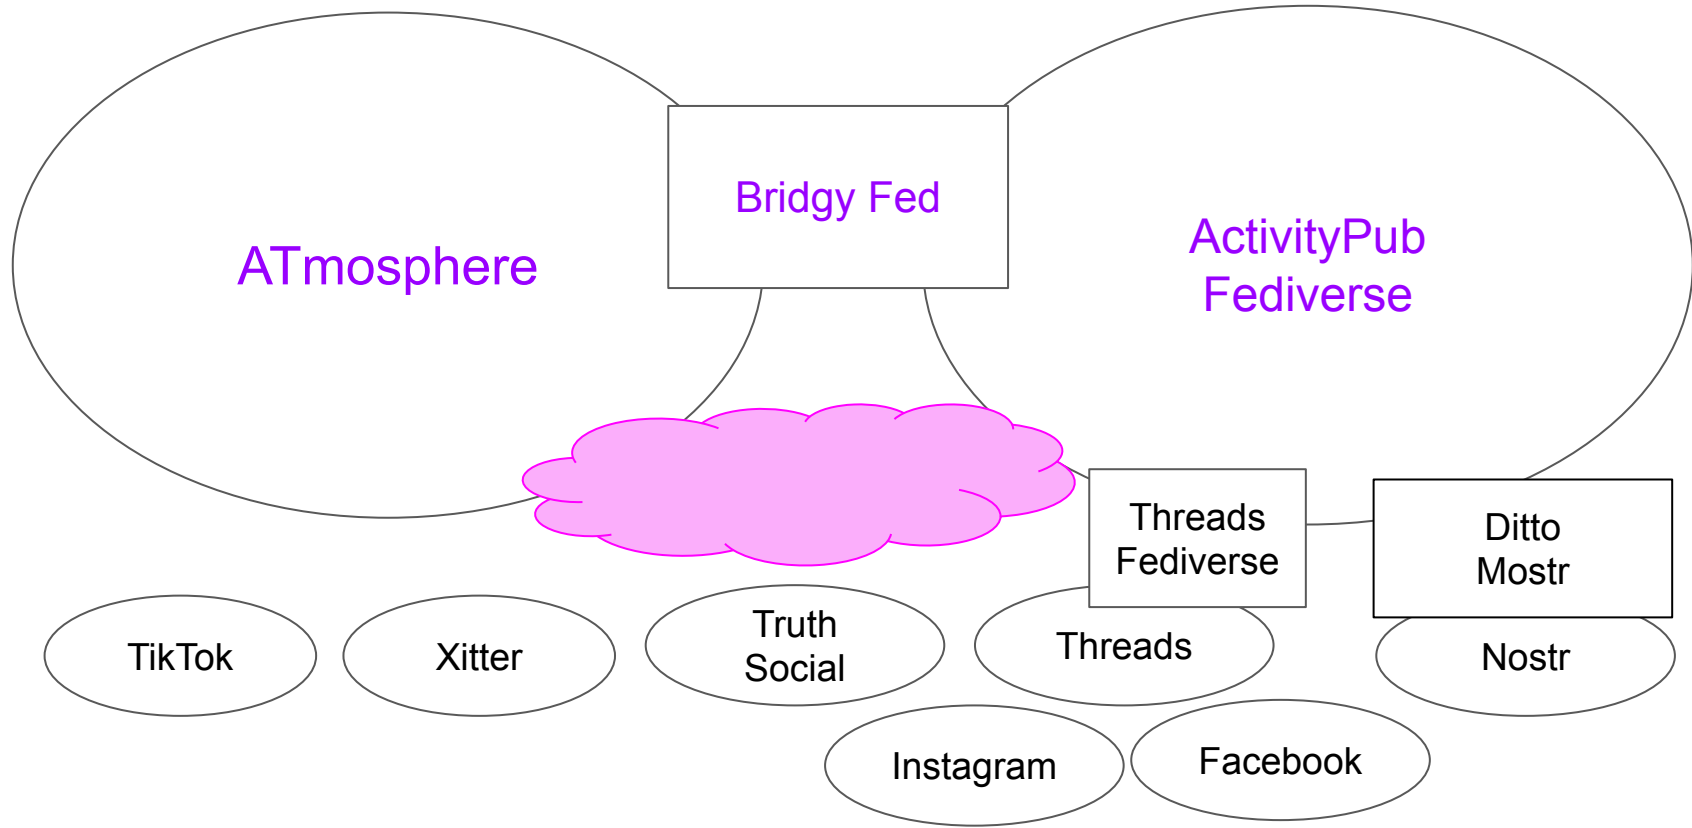 Bridgy Fed
ATmosphere
ActivityPub
Fediverse
Threads
Fediverse
Ditto
Mostr
TikTok
Xitter
Truth
Social
Threads
Nostr
Instagram
Facebook